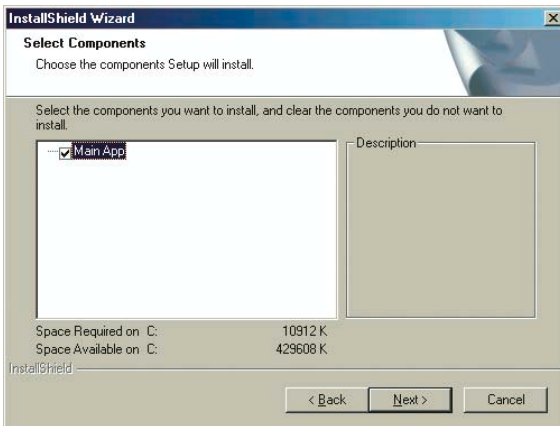 InstallShield Wizard
Select Components
Choose the components Setup will install.
Select the components you want to install, and clear the components you do not want to
install.
Main App
Description
Space Required on C: 10912 K
Space Available on C: 429608 K
InstallShield
< Back Next > Cancel